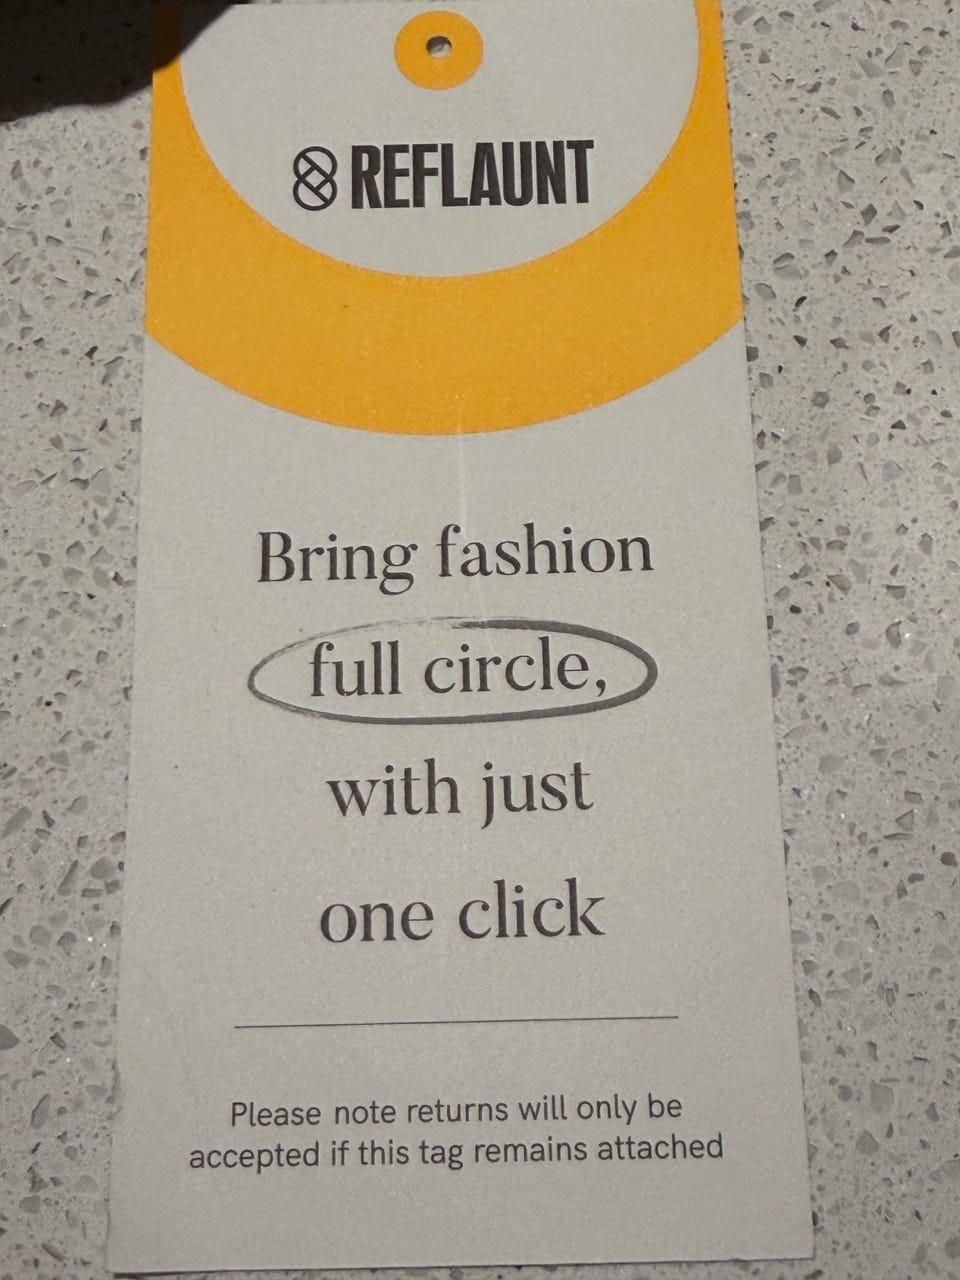 REFLAUNT
Bring fashion
full circle,
with just
one click
Please note returns will only be
accepted if this tag remains attached